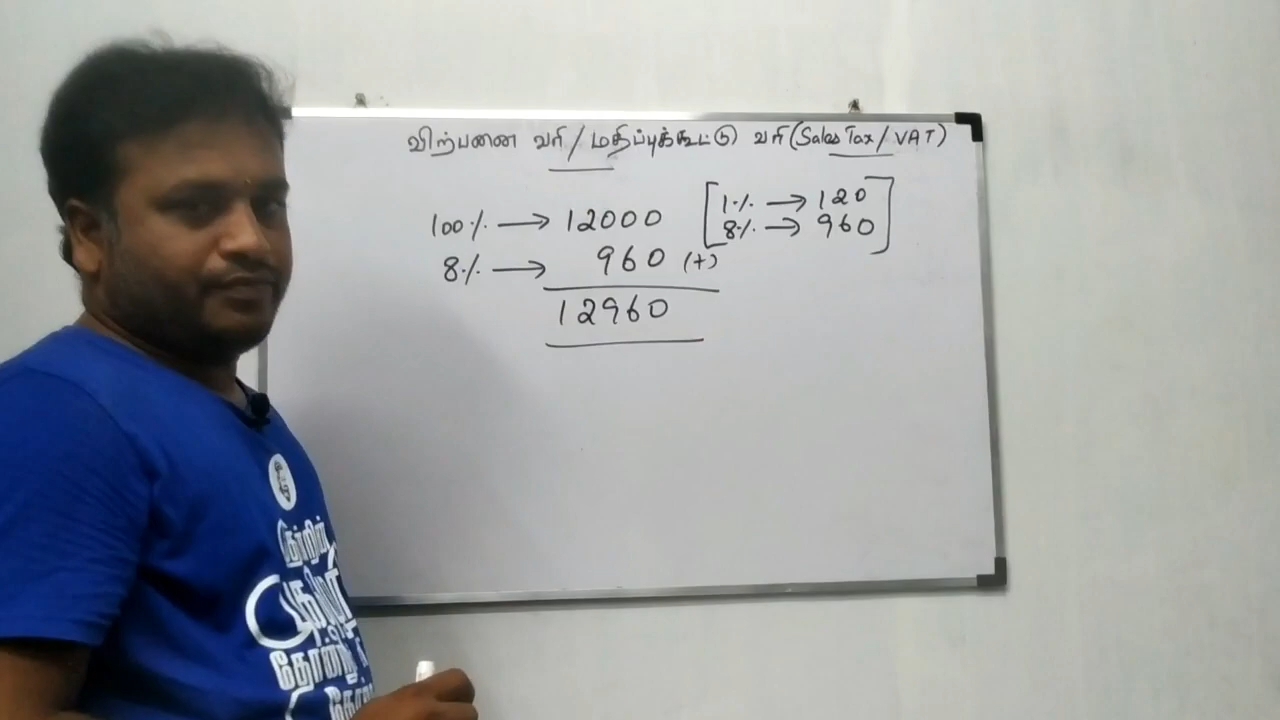 விற்பனை வரி / மதிப்புக்கூட்டு வரி (Sales Tax / VAT)
100% → 12000 [1% → 120
8% → 960]
8% → 960 (+)
12960
தோற்றாலும்